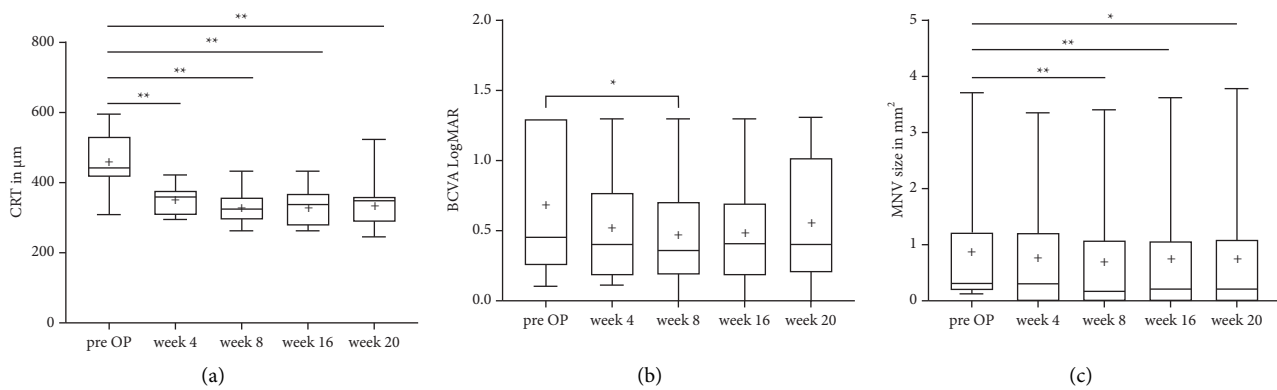 CRT in µm
800
600
400
200
0
**
**
**
**
pre OP week 4 week 8 week 16 week 20
(a)
BCVA LogMAR
2.0
1.5
1.0
0.5
0.0
*
pre OP week 4 week 8 week 16 week 20
(b)
MNV size in mm²
5
4
3
2
1
0
*
**
**
pre OP week 4 week 8 week 16 week 20
(c)